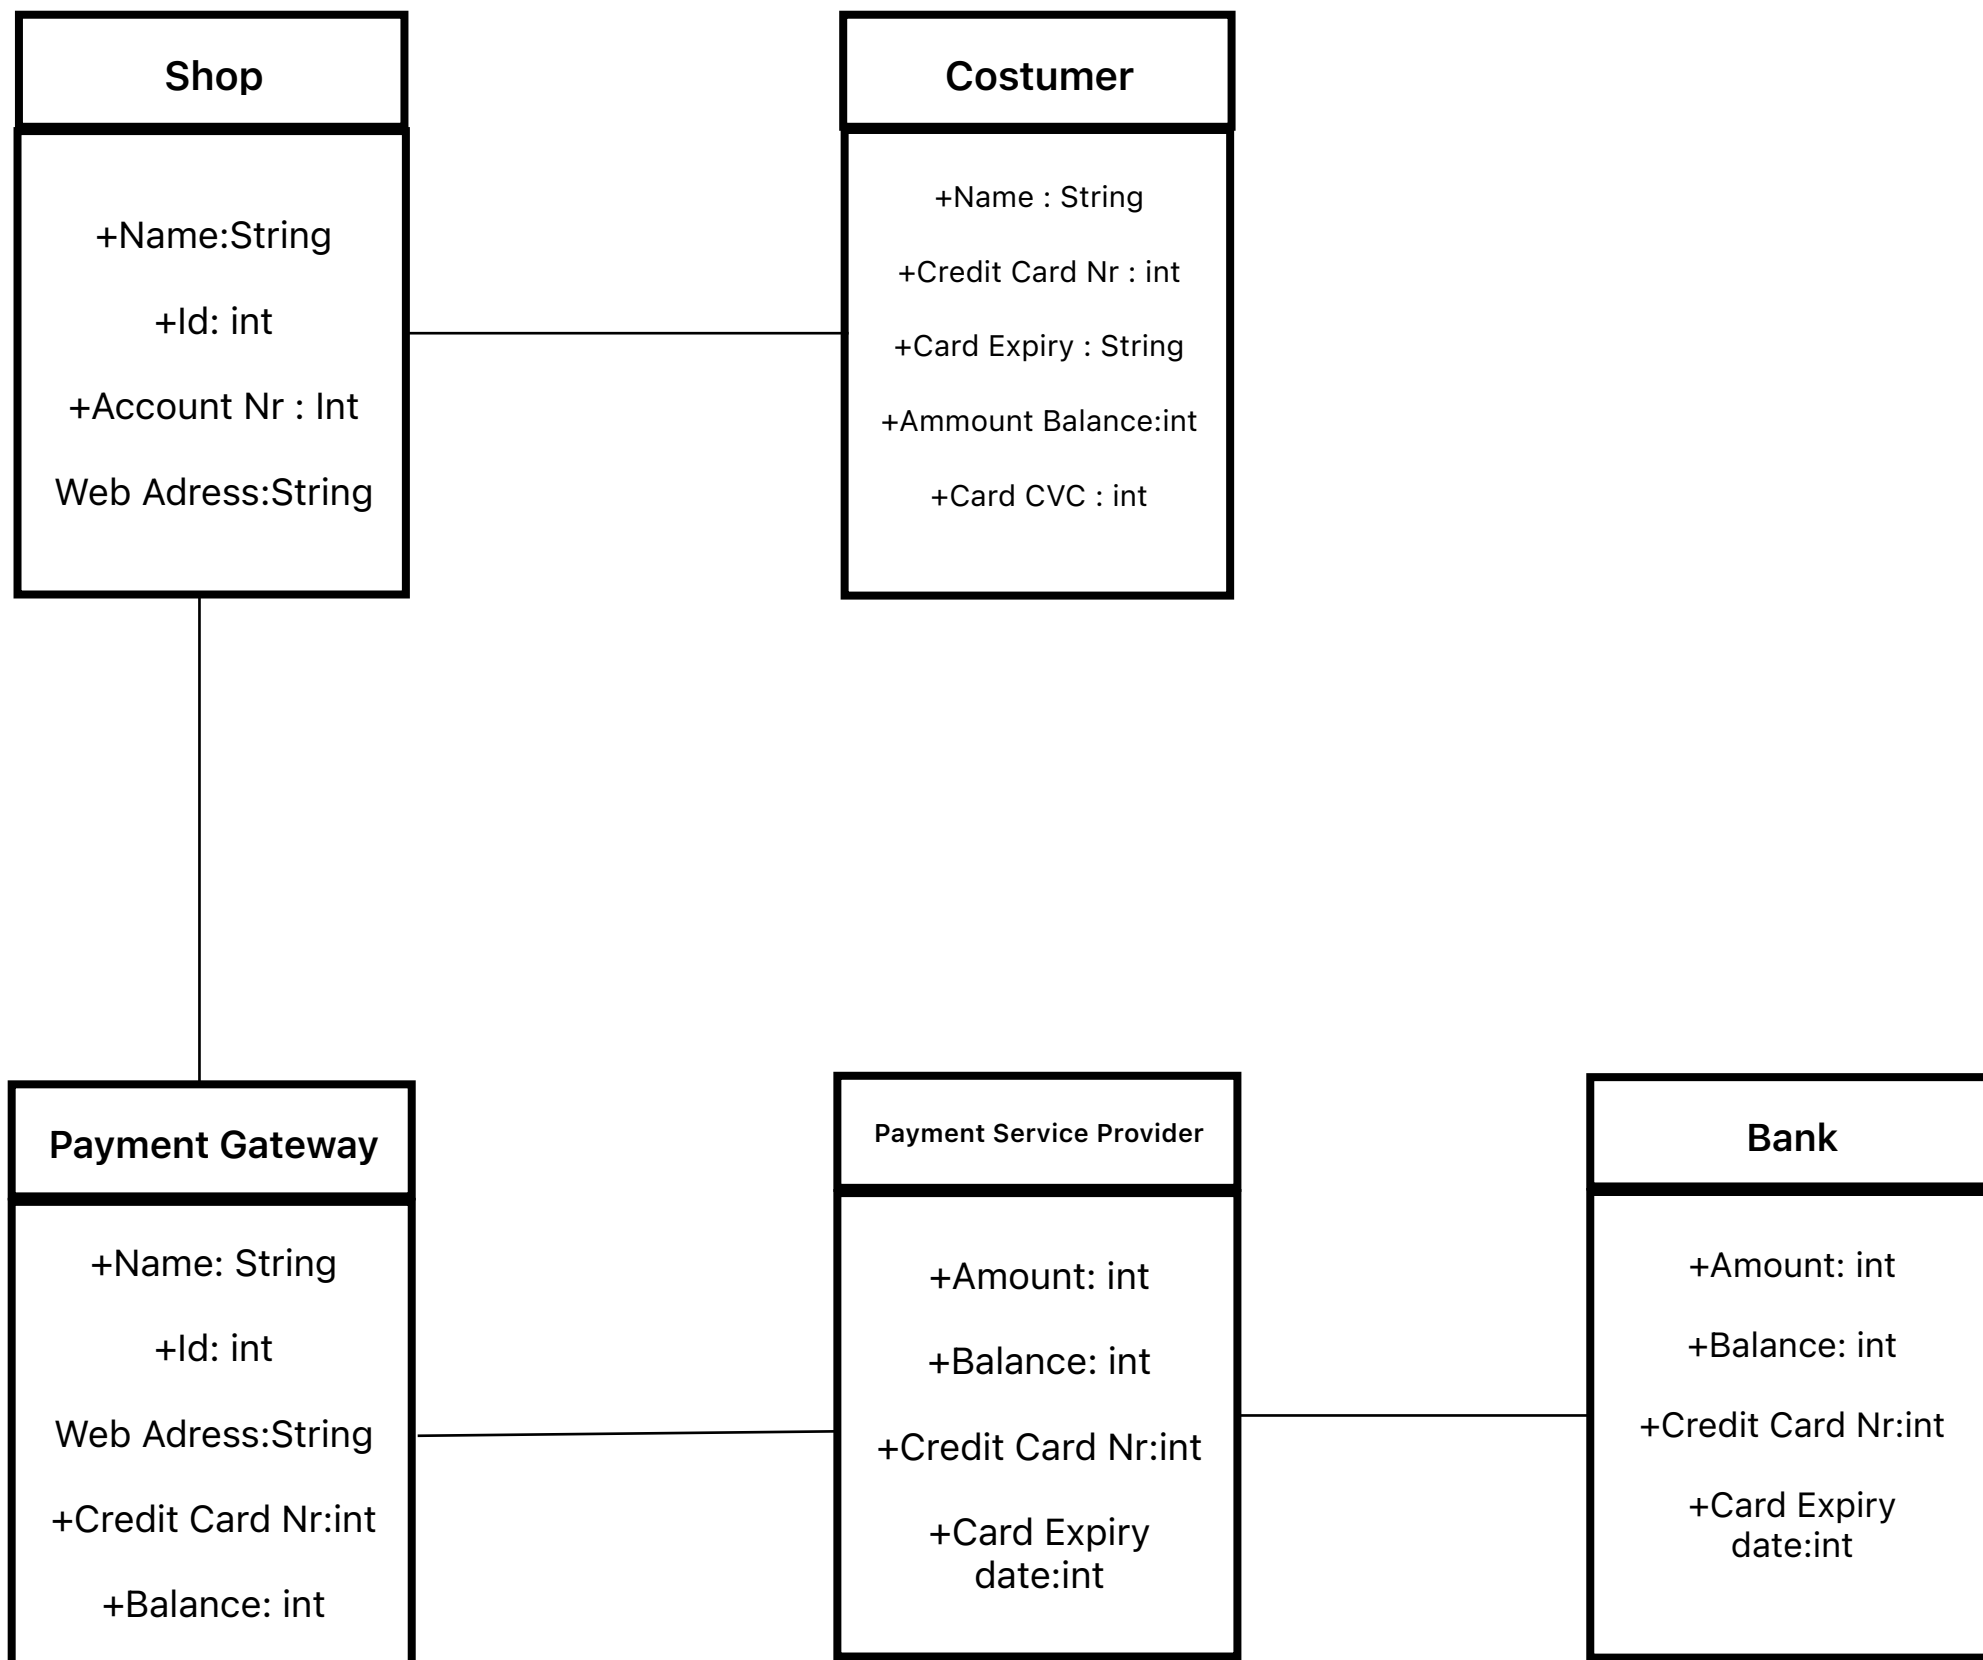 Shop
+Name:String
+Id: int
+Account Nr : Int
Web Adress:String
Costumer
+Name : String
+Credit Card Nr : int
+Card Expiry : String
+Ammount Balance:int
+Card CVC : int
Payment Gateway
+Name: String
+Id: int
Web Adress:String
+Credit Card Nr:int
+Balance: int
Payment Service Provider
+Amount: int
+Balance: int
+Credit Card Nr:int
+Card Expiry
date:int
Bank
+Amount: int
+Balance: int
+Credit Card Nr:int
+Card Expiry
date:int